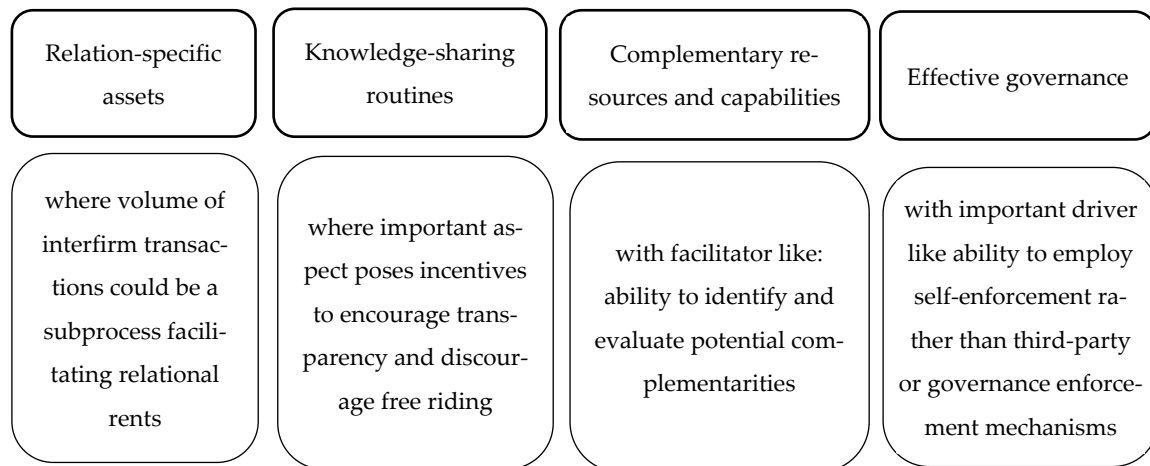 Relation-specific
assets
Knowledge-sharing
routines
Complementary re-
sources and capabilities
Effective governance
where volume of
interfirm transac-
tions could be a
subprocess facili-
tating relational
rents
where important as-
pect poses incentives
to encourage trans-
parency and discour-
age free riding
with facilitator like:
ability to identify and
evaluate potential com-
plementarities
with important driver
like ability to employ
self-enforcement ra-
ther than third-party
or governance enforce-
ment mechanisms